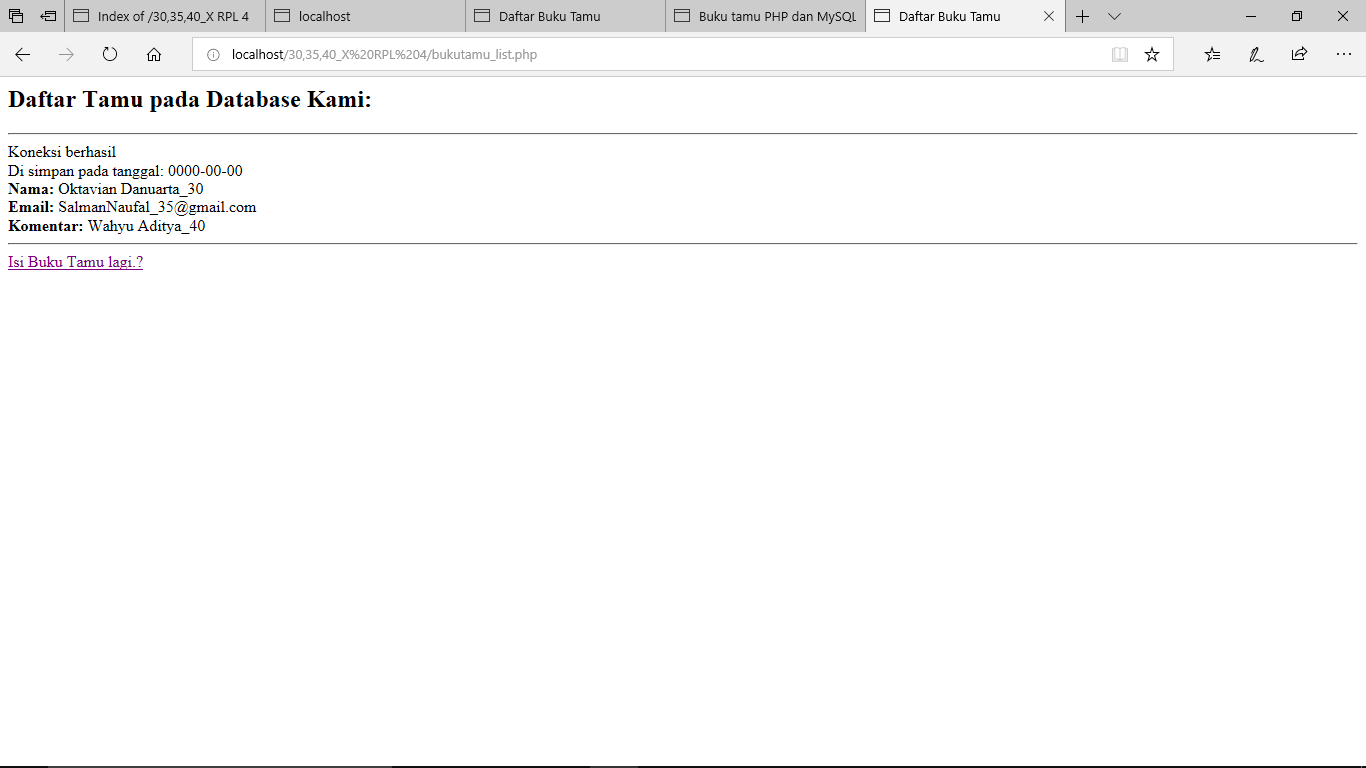 Index of /30,35,40_X RPL 4
localhost
Daftar Buku Tamu
Buku tamu PHP dan MySQL
Daftar Buku Tamu
localhost/30,35,40_X%20RPL%204/bukutamu_list.php
Daftar Tamu pada Database Kami:
Koneksi berhasil
Di simpan pada tanggal: 0000-00-00
Nama: Oktavian Danuarta_30
Email: SalmanNaufal_35@gmail.com
Komentar: Wahyu Aditya_40
Isi Buku Tamu lagi.?